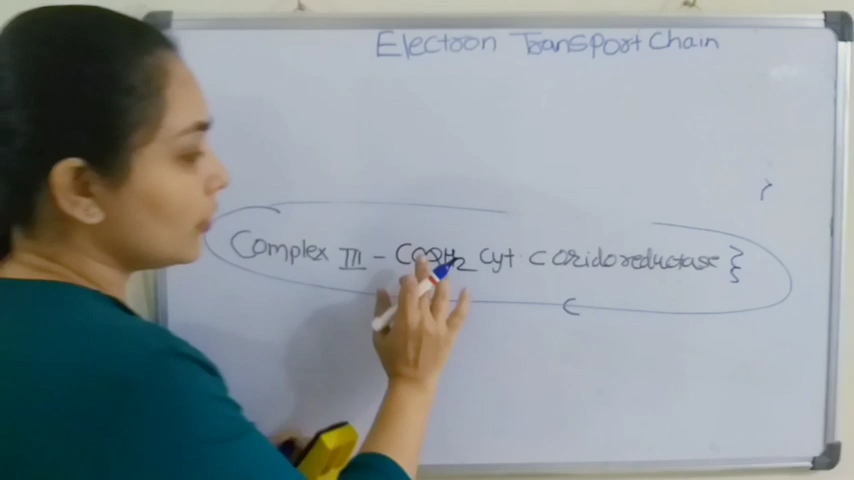 Electron Transport Chain
Complex III - COQH2 Cyt c oxidoreductase }